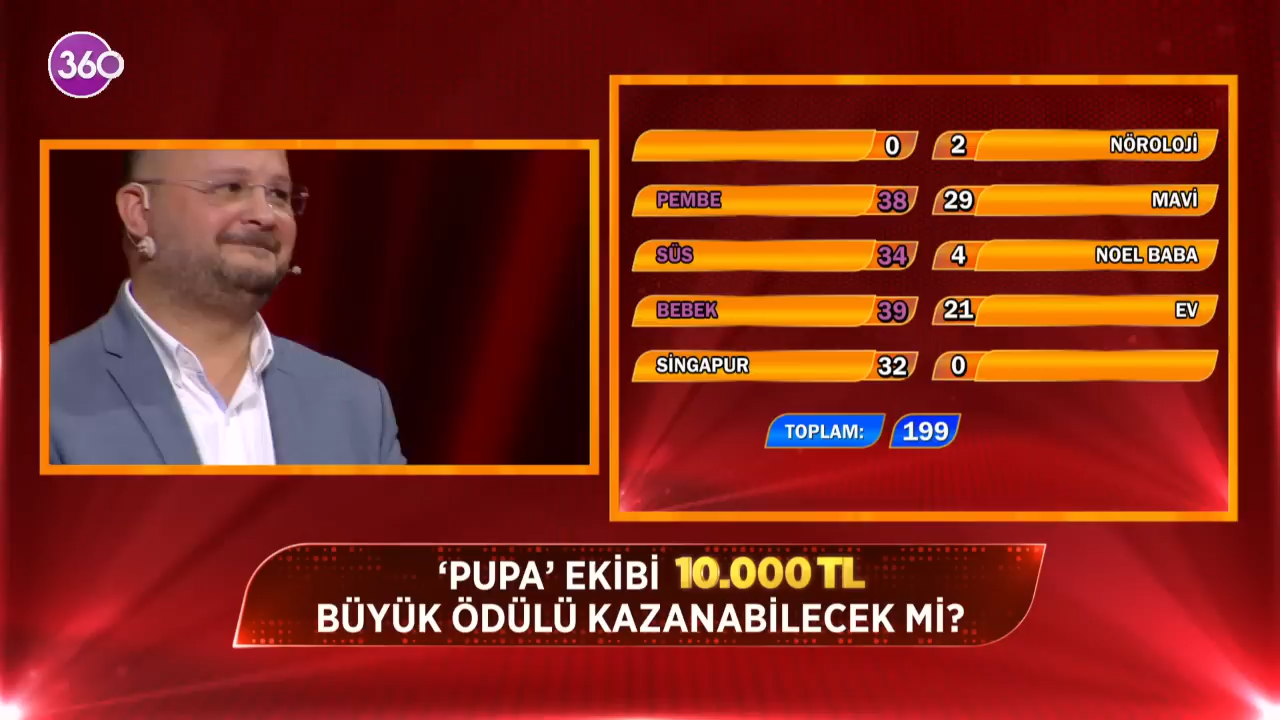 360
0 2 NÖROLOJİ
PEMBE 38 29 MAVİ
SÜS 34 4 NOEL BABA
BEBEK 39 21 EV
SİNGAPUR 32 0
TOPLAM: 199
‘PUPA’ EKİBİ 10.000 TL
BÜYÜK ÖDÜLÜ KAZANABİLECEK Mİ?